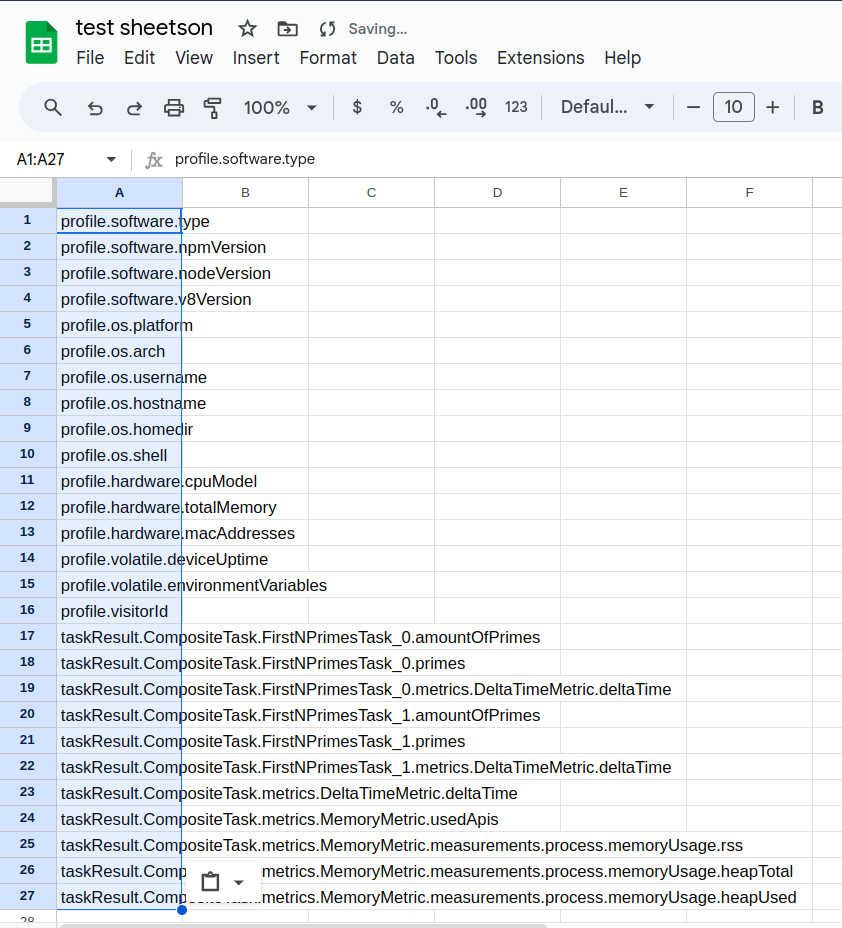 test sheetson Saving...
File Edit View Insert Format Data Tools Extensions Help
100% $ % .0 .00 123 Defaul... − 10 + B
A1:A27 fx profile.software.type
A B C D E F
1 profile.software.type
2 profile.software.npmVersion
3 profile.software.nodeVersion
4 profile.software.v8Version
5 profile.os.platform
6 profile.os.arch
7 profile.os.username
8 profile.os.hostname
9 profile.os.homedir
10 profile.os.shell
11 profile.hardware.cpuModel
12 profile.hardware.totalMemory
13 profile.hardware.macAddresses
14 profile.volatile.deviceUptime
15 profile.volatile.environmentVariables
16 profile.visitorId
17 taskResult.CompositeTask.FirstNPrimesTask_0.amountOfPrimes
18 taskResult.CompositeTask.FirstNPrimesTask_0.primes
19 taskResult.CompositeTask.FirstNPrimesTask_0.metrics.DeltaTimeMetric.deltaTime
20 taskResult.CompositeTask.FirstNPrimesTask_1.amountOfPrimes
21 taskResult.CompositeTask.FirstNPrimesTask_1.primes
22 taskResult.CompositeTask.FirstNPrimesTask_1.metrics.DeltaTimeMetric.deltaTime
23 taskResult.CompositeTask.metrics.DeltaTimeMetric.deltaTime
24 taskResult.CompositeTask.metrics.MemoryMetric.usedApis
25 taskResult.CompositeTask.metrics.MemoryMetric.measurements.process.memoryUsage.rss
26 taskResult.Comp metrics.MemoryMetric.measurements.process.memoryUsage.heapTotal
27 taskResult.CompositeTask.metrics.MemoryMetric.measurements.process.memoryUsage.heapUsed
28